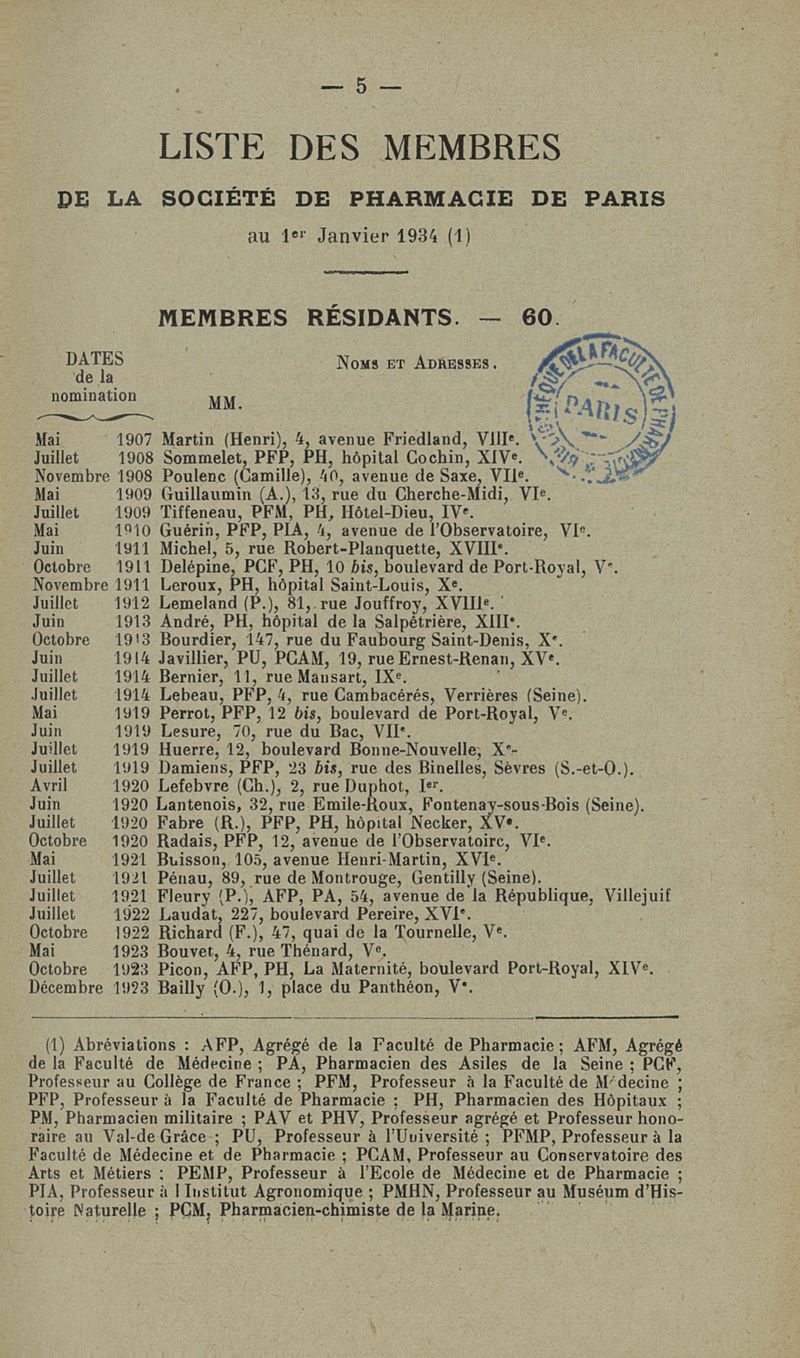 — 5 —
LISTE DES MEMBRES
DE LA SOCIÉTÉ DE PHARMACIE DE PARIS
au 1er Janvier 1934 (1)
MEMBRES RÉSIDANTS. — 60.
DATES
de la
nomination
NOMS ET ADRESSES.
MM.
PARIS
Mai 1907 Martin (Henri), 4, avenue Friedland, VIIIe.
Juillet 1908 Sommelet, PFP, PH, hôpital Cochin, XIVe.
Novembre 1908 Poulenc (Camille), 40, avenue de Saxe, VIIe.
Mai 1909 Guillaumin (A.), 13, rue du Cherche-Midi, VIe.
Juillet 1909 Tiffeneau, PFM, PH, Hôtel-Dieu, IVe.
Mai 1910 Guérin, PFP, PIA, 4, avenue de l'Observatoire, VIe.
Juin 1911 Michel, 5, rue Robert-Planquette, XVIIIe.
Octobre 1911 Delépine, PCF, PH, 10 bis, boulevard de Port-Royal, Ve.
Novembre 1911 Leroux, PH, hôpital Saint-Louis, Xe.
Juillet 1912 Lemeland (P.), 81, rue Jouffroy, XVIIIe.
Juin 1913 André, PH, hôpital de la Salpêtrière, XIIIe.
Octobre 1913 Bourdier, 147, rue du Faubourg Saint-Denis, Xe.
Juin 1914 Javillier, PU, PCAM, 19, rue Ernest-Renan, XVe.
Juillet 1914 Bernier, 11, rue Mansart, IXe.
Juillet 1914 Lebeau, PFP, 4, rue Cambacérés, Verrières (Seine).
Mai 1919 Perrot, PFP, 12 bis, boulevard de Port-Royal, Ve.
Juin 1919 Lesure, 70, rue du Bac, VIIe.
Juillet 1919 Huerre, 12, boulevard Bonne-Nouvelle, Xe-
Juillet 1919 Damiens, PFP, 23 bis, rue des Binelles, Sèvres (S.-et-O.).
Avril 1920 Lefebvre (Ch.), 2, rue Duphot, Ier.
Juin 1920 Lantenois, 32, rue Emile-Roux, Fontenay-sous-Bois (Seine).
Juillet 1920 Fabre (R.), PFP, PH, hôpital Necker, XVe.
Octobre 1920 Radais, PFP, 12, avenue de l'Observatoire, VIe.
Mai 1921 Buisson, 105, avenue Henri-Martin, XVIe.
Juillet 1921 Pénau, 89, rue de Montrouge, Gentilly (Seine).
Juillet 1921 Fleury (P.), AFP, PA, 54, avenue de la République, Villejuif
Juillet 1922 Laudat, 227, boulevard Pereire, XVIe.
Octobre 1922 Richard (F.), 47, quai de la Tournelle, Ve.
Mai 1923 Bouvet, 4, rue Thénard, Ve.
Octobre 1923 Picon, AFP, PH, La Maternité, boulevard Port-Royal, XIVe.
Décembre 1923 Bailly (O.), 1, place du Panthéon, Ve.
(1) Abréviations : AFP, Agrégé de la Faculté de Pharmacie ; AFM, Agrégé
de la Faculté de Médecine ; PA, Pharmacien des Asiles de la Seine ; PCF,
Professeur au Collège de France ; PFM, Professeur à la Faculté de Médecine ;
PFP, Professeur à la Faculté de Pharmacie ; PH, Pharmacien des Hôpitaux ;
PM, Pharmacien militaire ; PAV et PHV, Professeur agrégé et Professeur hono-
raire au Val-de Grâce ; PU, Professeur à l'Université ; PFMP, Professeur à la
Faculté de Médecine et de Pharmacie ; PCAM, Professeur au Conservatoire des
Arts et Métiers ; PEMP, Professeur à l'Ecole de Médecine et de Pharmacie ;
PIA, Professeur à l Institut Agronomique ; PMHN, Professeur au Muséum d'His-
toire Naturelle ; PCM, Pharmacien-chimiste de la Marine.